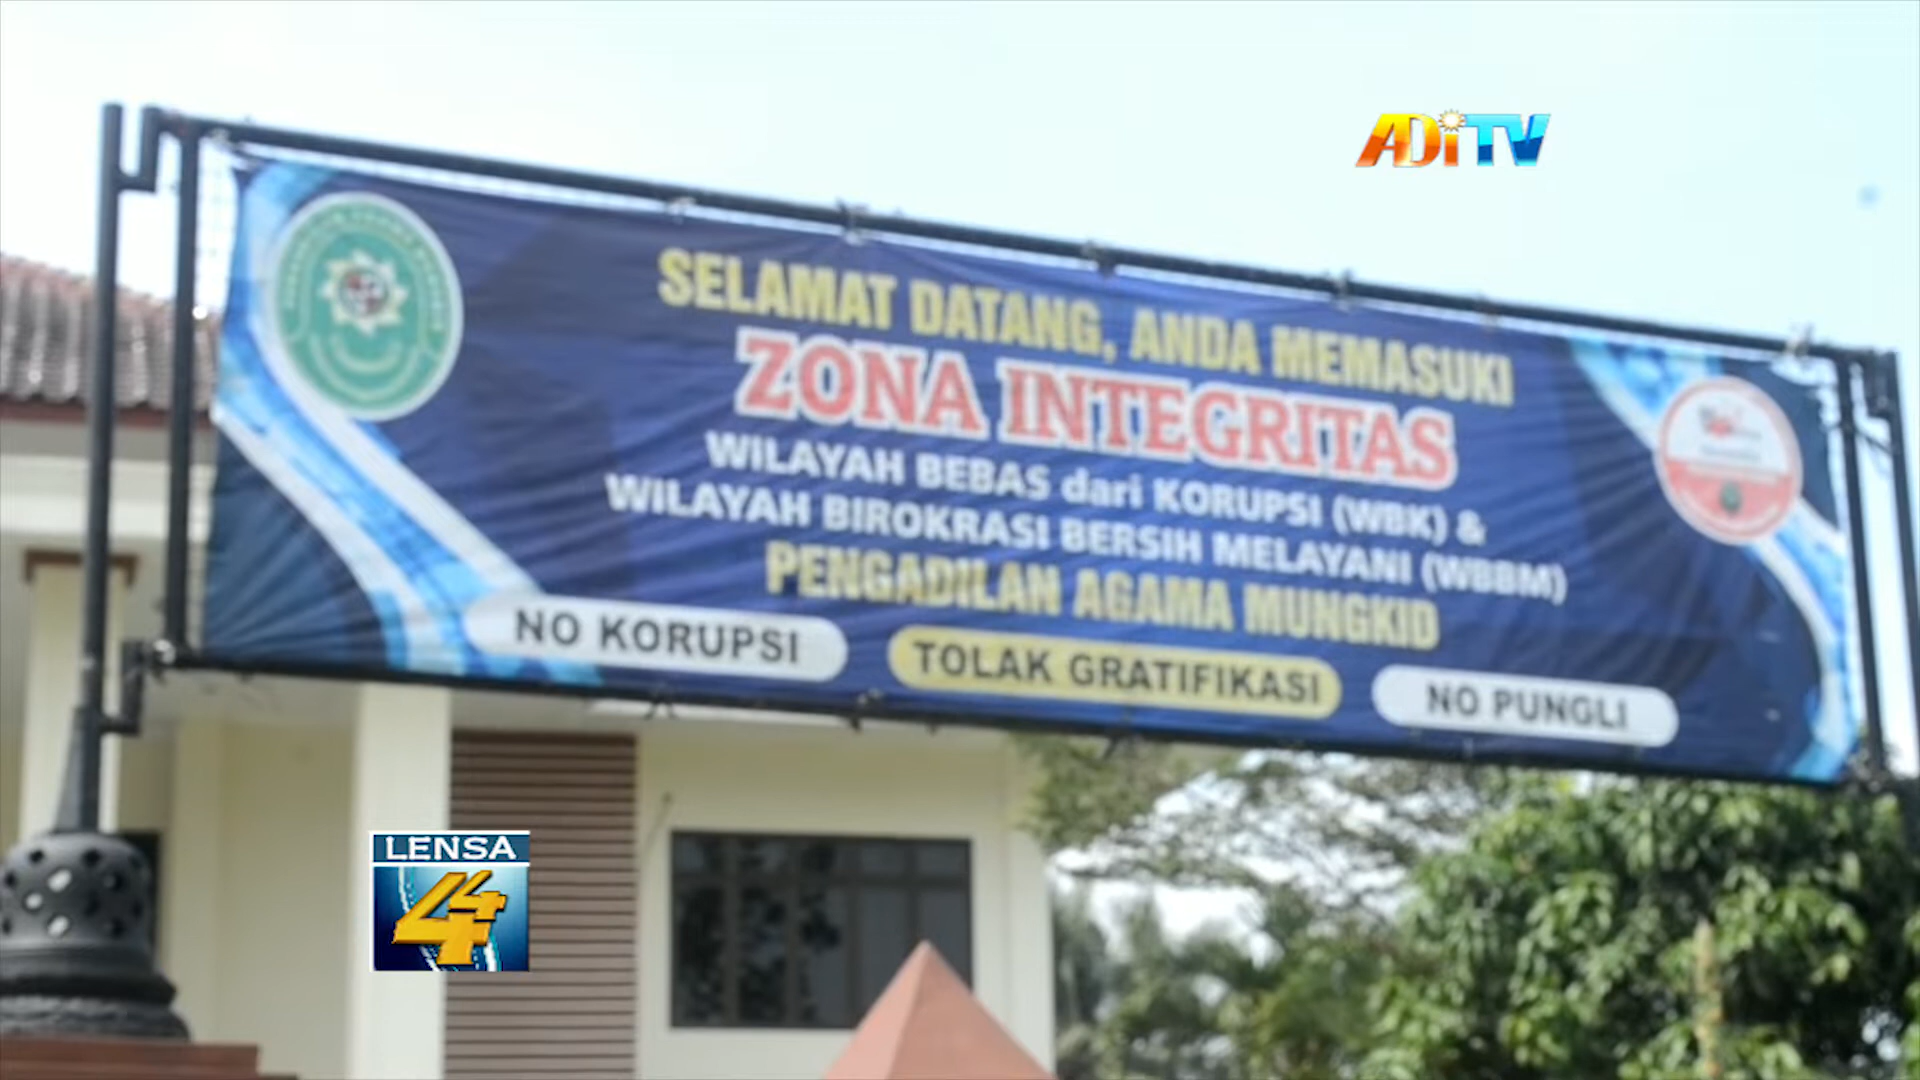 ADiTV
SELAMAT DATANG, ANDA MEMASUKI
ZONA INTEGRITAS
WILAYAH BEBAS dari KORUPSI (WBK) &
WILAYAH BIROKRASI BERSIH MELAYANI (WBBM)
PENGADILAN AGAMA MUNGKID
NO KORUPSI
TOLAK GRATIFIKASI
NO PUNGLI
LENSA
44